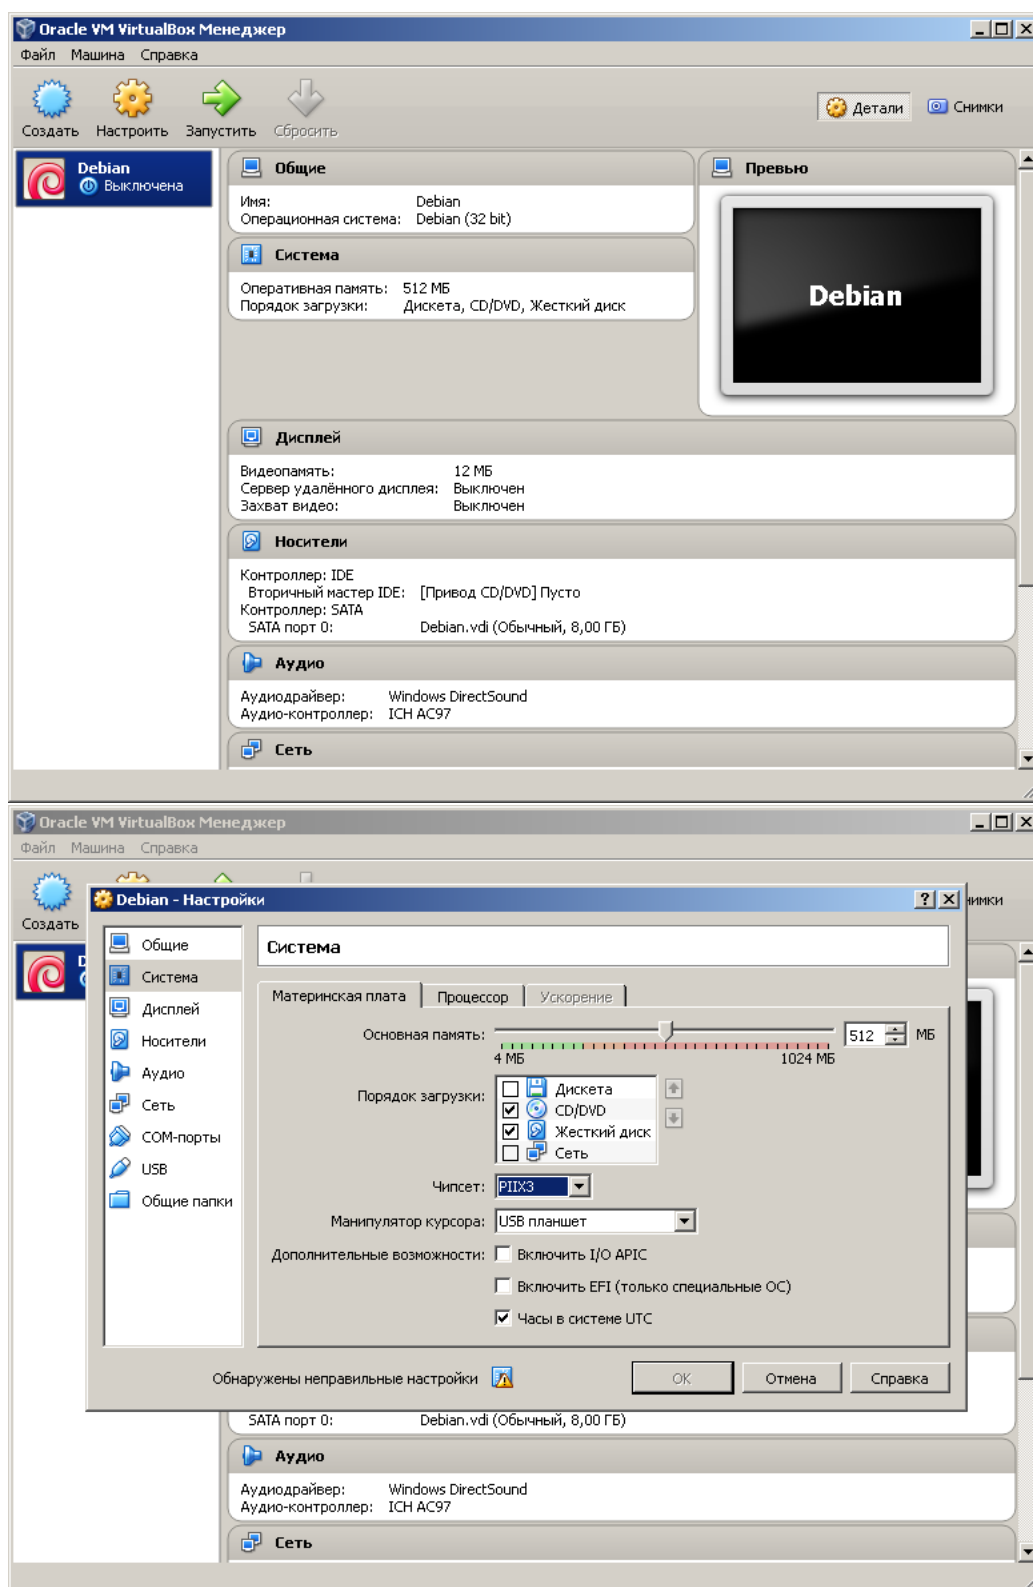 Oracle VM VirtualBox Менеджер
Файл Машина Справка
Создать Настроить Запустить Сбросить
Детали Снимки
Debian
Выключена
Общие
Имя: Debian
Операционная система: Debian (32 bit)
Превью
Debian
Система
Оперативная память: 512 МБ
Порядок загрузки: Дискета, CD/DVD, Жесткий диск
Дисплей
Видеопамять: 12 МБ
Сервер удалённого дисплея: Выключен
Захват видео: Выключен
Носители
Контроллер: IDE
Вторичный мастер IDE: [Привод CD/DVD] Пусто
Контроллер: SATA
SATA порт 0: Debian.vdi (Обычный, 8,00 ГБ)
Аудио
Аудиодрайвер: Windows DirectSound
Аудио-контроллер: ICH AC97
Сеть
Oracle VM VirtualBox Менеджер
Файл Машина Справка
Создать
нимки
Debian - Настройки
Общие
Система
Дисплей
Носители
Аудио
Сеть
COM-порты
USB
Общие папки
Система
Материнская плата Процессор Ускорение
Основная память: 512 МБ
4 МБ 1024 МБ
Порядок загрузки: Дискета
CD/DVD
Жесткий диск
Сеть
Чипсет: PIIX3
Манипулятор курсора: USB планшет
Дополнительные возможности: Включить I/O APIC
Включить EFI (только специальные ОС)
Часы в системе UTC
Обнаружены неправильные настройки OK Отмена Справка
SATA порт 0: Debian.vdi (Обычный, 8,00 ГБ)
Аудио
Аудиодрайвер: Windows DirectSound
Аудио-контроллер: ICH AC97
Сеть